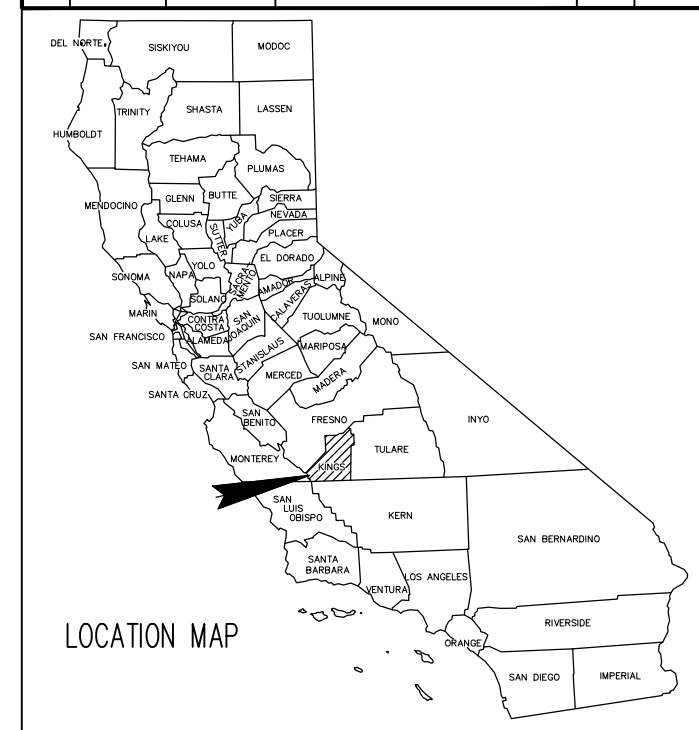 DEL NORTE
SISKIYOU
MODOC
TRINITY
SHASTA
LASSEN
HUMBOLDT
TEHAMA
PLUMAS
MENDOCINO
GLENN
BUTTE
SIERRA
NEVADA
COLUSA
SUTTER
YUBA
PLACER
LAKE
EL DORADO
SONOMA
NAPA
YOLO
SACRA-
MENTO
AMADOR
ALPINE
SOLANO
CALAVERAS
MARIN
CONTRA
COSTA
SAN
JOAQUIN
TUOLUMNE
MONO
SAN FRANCISCO
ALAMEDA
STANISLAUS
MARIPOSA
SAN MATEO
SANTA
CLARA
MERCED
MADERA
SANTA CRUZ
SAN
BENITO
FRESNO
INYO
MONTEREY
KINGS
TULARE
SAN
LUIS
OBISPO
KERN
SAN BERNARDINO
SANTA
BARBARA
VENTURA
LOS ANGELES
LOCATION MAP
ORANGE
RIVERSIDE
SAN DIEGO
IMPERIAL